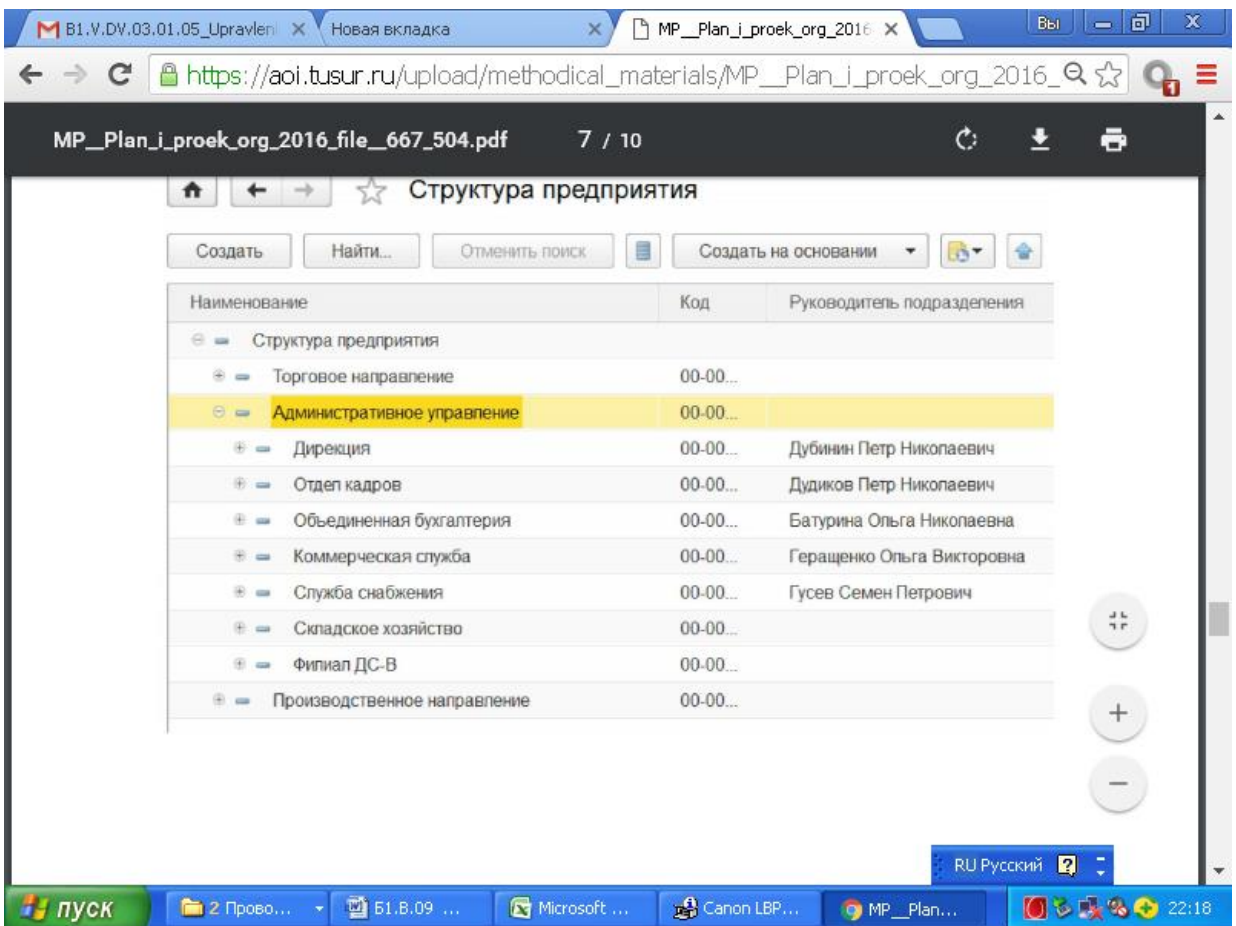 B1.V.DV.03.01.05_Upravlen
Новая вкладка
MP__Plan_i_proek_org_2016
Вы
https://aoi.tusur.ru/upload/methodical_materials/MP__Plan_i_proek_org_2016_
1
MP__Plan_i_proek_org_2016_file__667_504.pdf 7 / 10
Структура предприятия
Создать Найти... Отменить поиск Создать на основании
Наименование Код Руководитель подразделения
Структура предприятия
Торговое направление 00-00...
Административное управление 00-00...
Дирекция 00-00... Дубинин Петр Николаевич
Отдел кадров 00-00... Дудиков Петр Николаевич
Объединенная бухгалтерия 00-00... Батурина Ольга Николаевна
Коммерческая служба 00-00... Геращенко Ольга Викторовна
Служба снабжения 00-00... Гусев Семен Петрович
Складское хозяйство 00-00...
Филиал ДС-В 00-00...
Производственное направление 00-00...
RU Русский
пуск 2 Прово... Б1.В.09 ... Microsoft ... Canon LBP... MP__Plan... 22:18